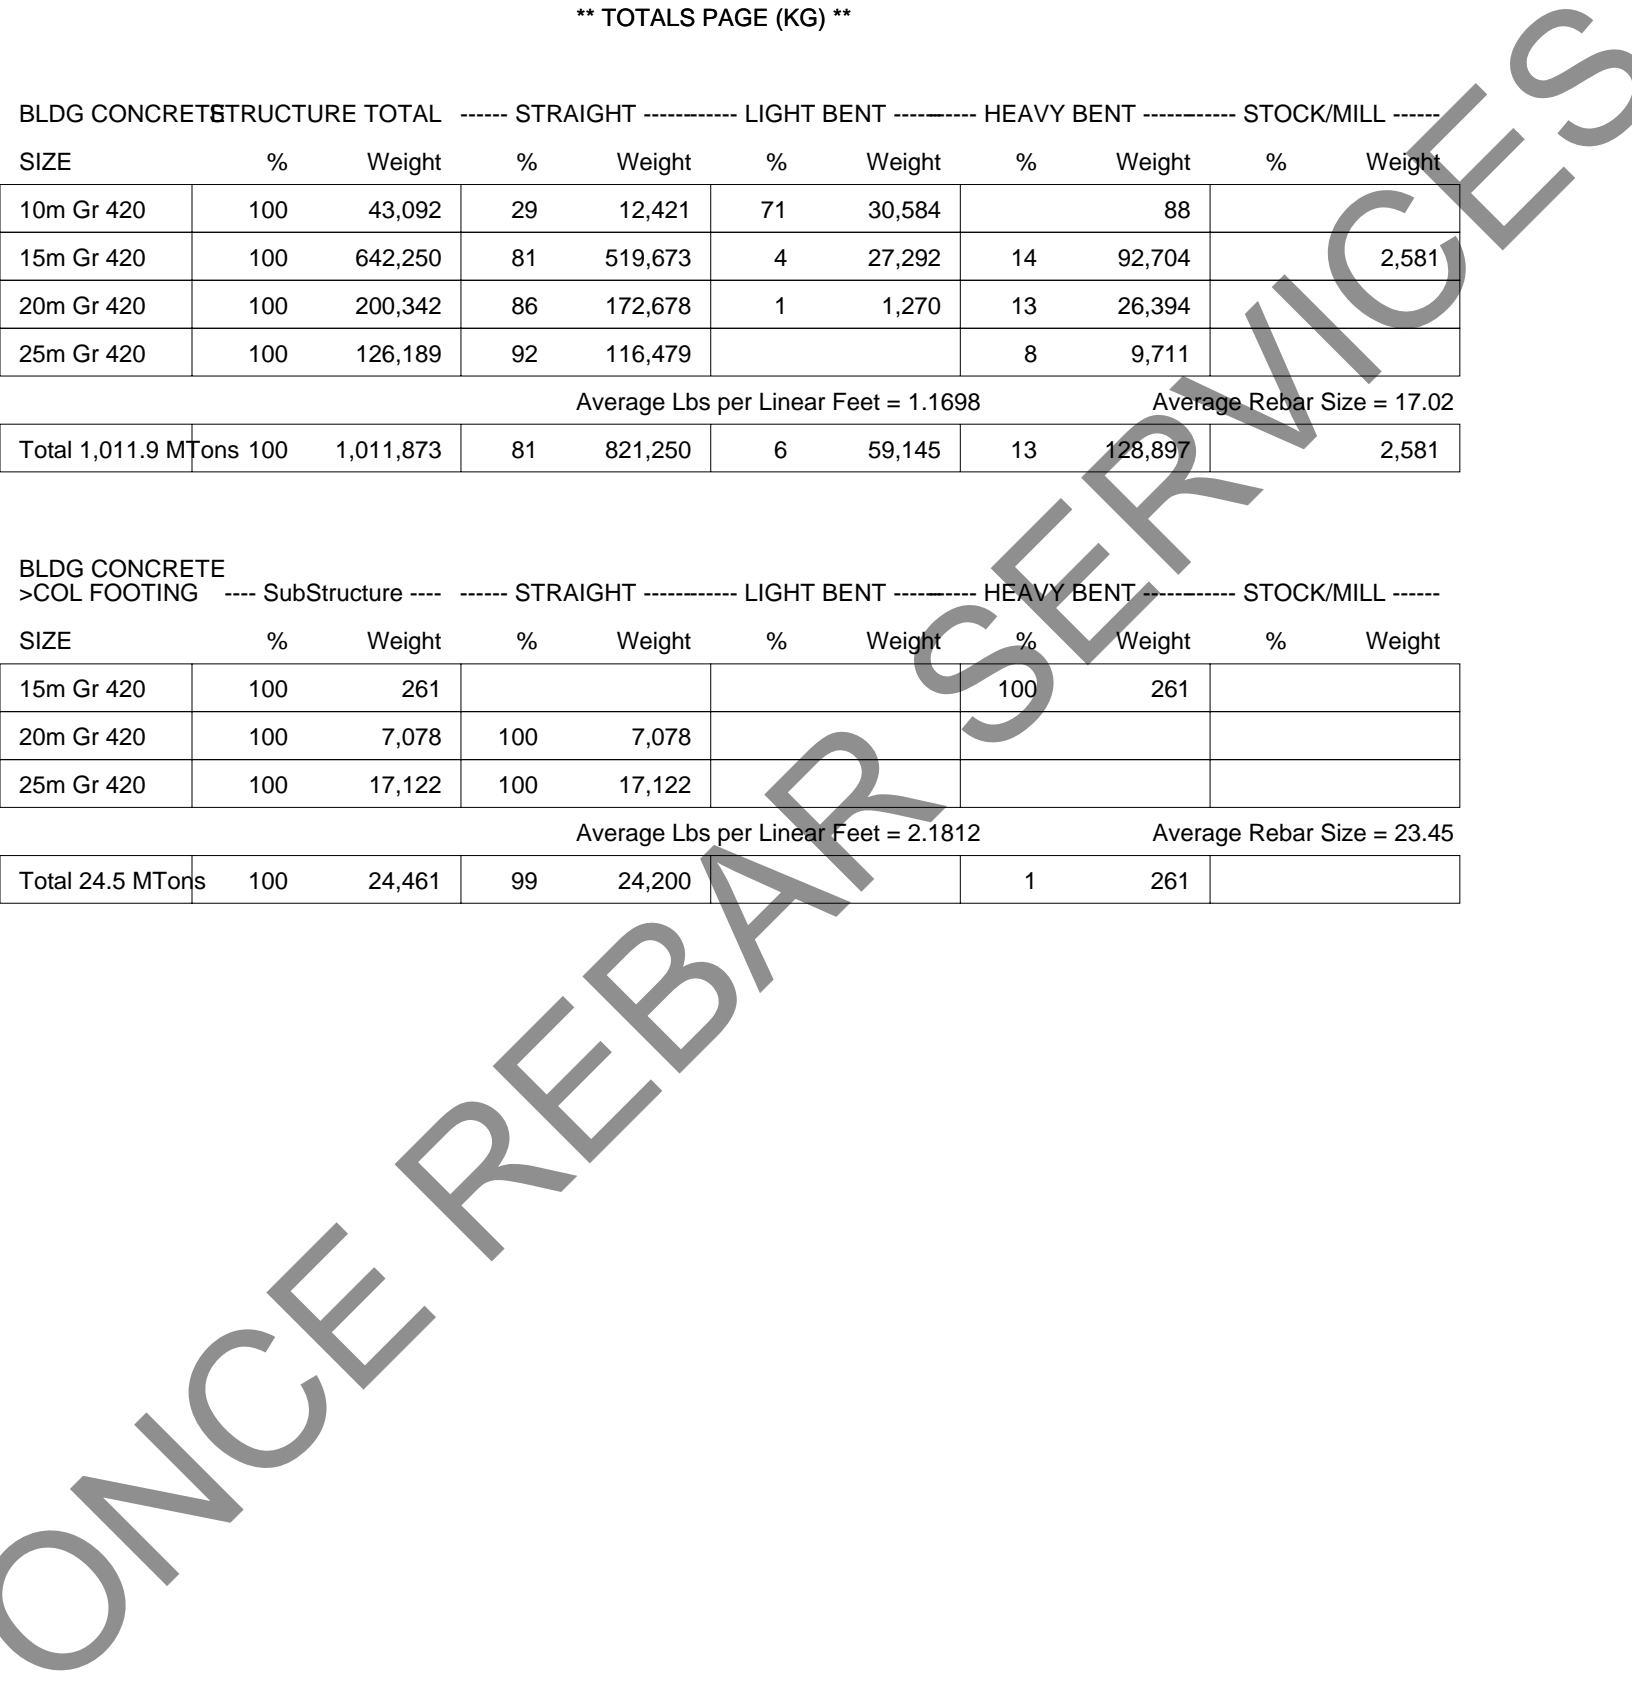 ** TOTALS PAGE (KG) **
BLDG CONCRETE STRUCTURE TOTAL ------ STRAIGHT ------ ------ LIGHT BENT ------ ------ HEAVY BENT ------ ------ STOCK/MILL ------
SIZE % Weight % Weight % Weight % Weight % Weight
10m Gr 420 100 43,092 29 12,421 71 30,584 88
15m Gr 420 100 642,250 81 519,673 4 27,292 14 92,704 2,581
20m Gr 420 100 200,342 86 172,678 1 1,270 13 26,394
25m Gr 420 100 126,189 92 116,479 8 9,711
Average Lbs per Linear Feet = 1.1698 Average Rebar Size = 17.02
Total 1,011.9 MTons 100 1,011,873 81 821,250 6 59,145 13 128,897 2,581
BLDG CONCRETE
>COL FOOTING ---- SubStructure ---- ------ STRAIGHT ------ ------ LIGHT BENT ------ ------ HEAVY BENT ------ ------ STOCK/MILL ------
SIZE % Weight % Weight % Weight % Weight % Weight
15m Gr 420 100 261 100 261
20m Gr 420 100 7,078 100 7,078
25m Gr 420 100 17,122 100 17,122
Average Lbs per Linear Feet = 2.1812 Average Rebar Size = 23.45
Total 24.5 MTons 100 24,461 99 24,200 1 261
ONCE REBAR SERVICES